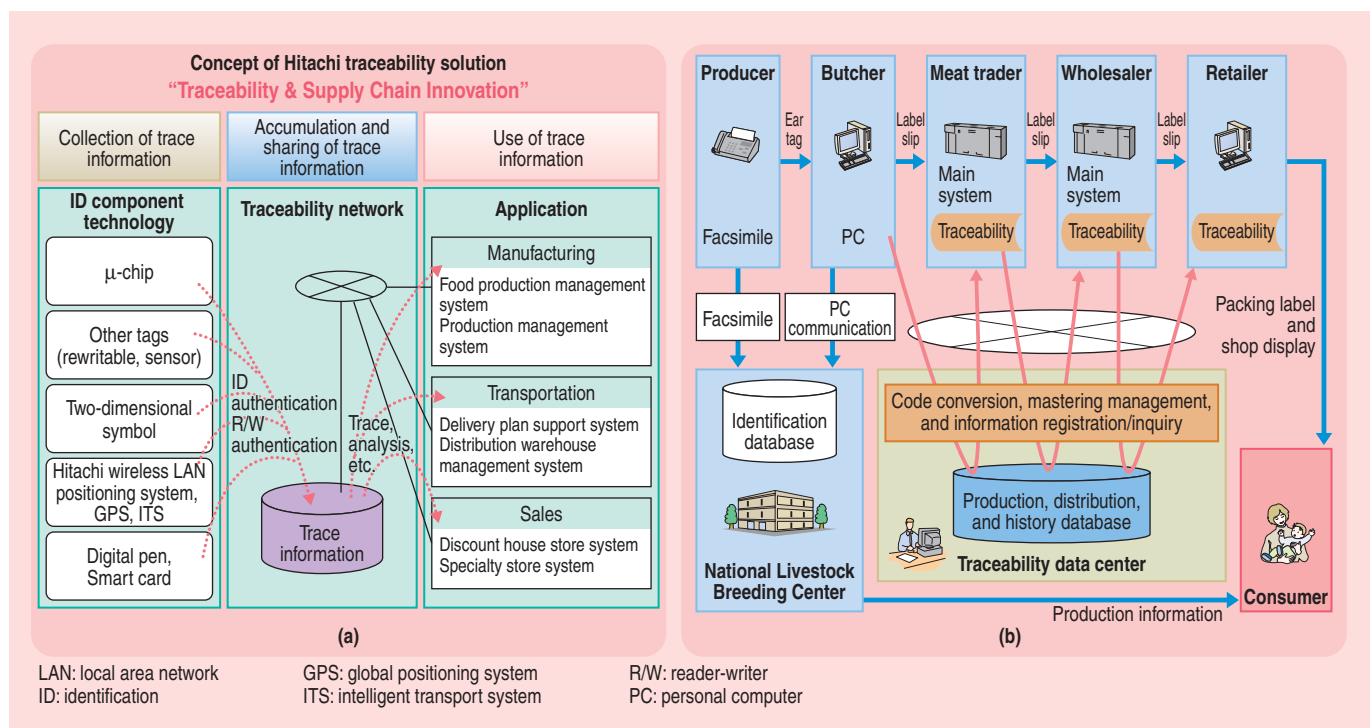 Concept of Hitachi traceability solution
“Traceability & Supply Chain Innovation”
Collection of trace
information
Accumulation and
sharing of trace
information
Use of trace
information
ID component
technology
μ-chip
Other tags
(rewritable, sensor)
Two-dimensional
symbol
Hitachi wireless LAN
positioning system,
GPS, ITS
Digital pen,
Smart card
Traceability network
ID
authentication
R/W
authentication
Trace,
analysis,
etc.
Trace
information
Application
Manufacturing
Food production management
system
Production management
system
Transportation
Delivery plan support system
Distribution warehouse
management system
Sales
Discount house store system
Specialty store system
(a)
Producer
Butcher
Meat trader
Wholesaler
Retailer
Ear
tag
Label
slip
Label
slip
Label
slip
Main
system
Main
system
Facsimile
PC
Traceability
Traceability
Traceability
Facsimile
PC
communication
Packing label
and
shop display
Identification
database
National Livestock
Breeding Center
Code conversion, mastering management,
and information registration/inquiry
Production, distribution,
and history database
Traceability data center
Consumer
Production information
(b)
LAN: local area network
GPS: global positioning system
R/W: reader-writer
ID: identification
ITS: intelligent transport system
PC: personal computer